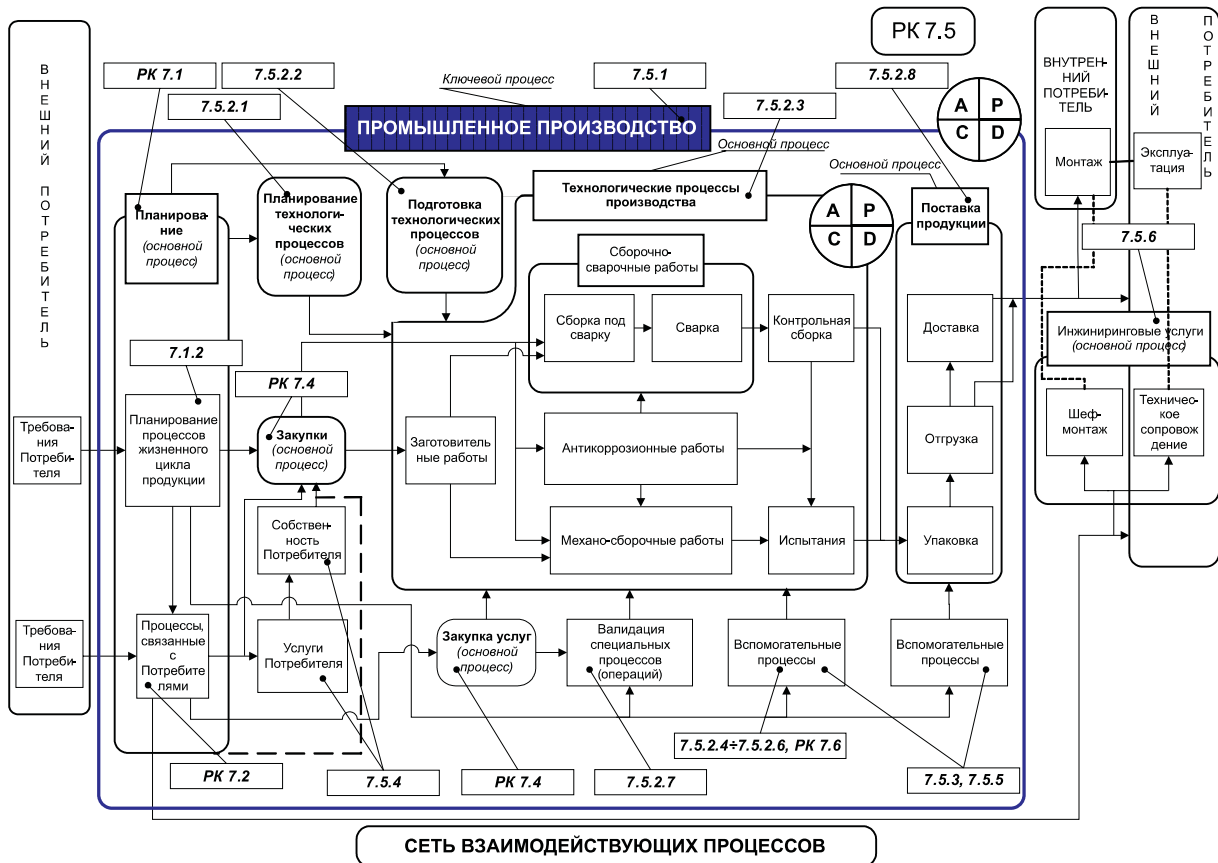 РК 7.5
ВНЕШНИЙ ПОТРЕБИТЕЛЬ
ВНЕШНИЙ
ПОТРЕБИТЕЛЬ
РК 7.1
7.5.2.2
7.5.1
7.5.2.8
Ключевой процесс
7.5.2.1
7.5.2.3
ВНУТРЕН-
НИЙ
ПОТРЕБИ-
ТЕЛЬ
ПРОМЫШЛЕННОЕ ПРОИЗВОДСТВО
A P
C D
Основной процесс
Основной процесс
Монтаж
Эксплуа-
тация
Планирова-
ние
(основной
процесс)
Планирование
технологи-
ческих
процессов
(основной
процесс)
Подготовка
технологических
процессов
(основной
процесс)
Технологические процессы
производства
A P
C D
Поставка
продукции
7.5.6
Сборочно-
сварочные работы
Сборка под
сварку
Сварка
Контрольная
сборка
Доставка
Инжиниринговые услуги
(основной процесс)
7.1.2
РК 7.4
Требова-
ния
Потреби-
теля
Планирование
процессов
жизненного
цикла
продукции
Закупки
(основной
процесс)
Заготовитель
ные работы
Антикоррозионные работы
Отгрузка
Шеф-
монтаж
Техничес-
кое
сопровож
дение
Собствен-
ность
Потребителя
Механо-сборочные работы
Испытания
Упаковка
Требова-
ния
Потреби-
теля
Процессы,
связанные
с
Потребите
лями
Услуги
Потребителя
Закупка услуг
(основной
процесс)
Валидация
специальных
процессов
(операций)
Вспомогательные
процессы
Вспомогательные
процессы
7.5.2.4÷7.5.2.6, РК 7.6
РК 7.2
7.5.4
РК 7.4
7.5.2.7
7.5.3, 7.5.5
СЕТЬ ВЗАИМОДЕЙСТВУЮЩИХ ПРОЦЕССОВ